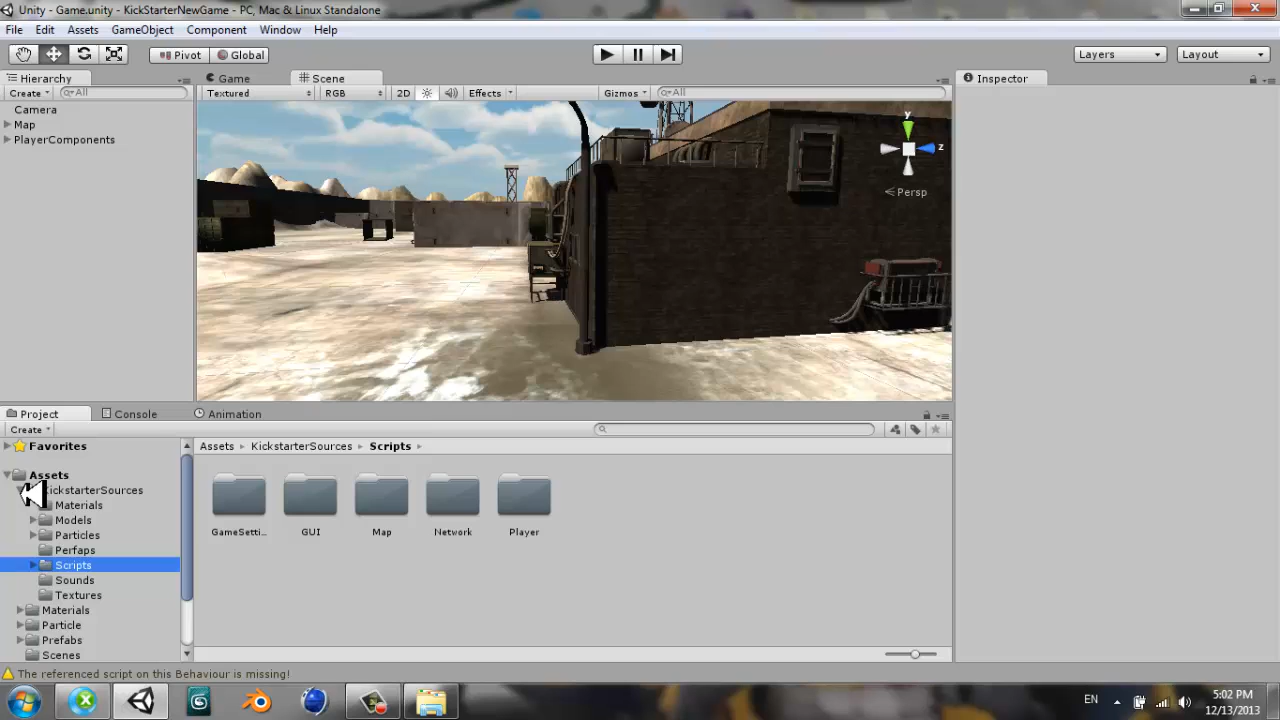 Unity - Game.unity - KickStarterNewGame - PC, Mac & Linux Standalone
File Edit Assets GameObject Component Window Help
Pivot Global Layers Layout
Hierarchy Game Scene Inspector
Create All Textured RGB 2D Effects Gizmos All
Camera
Map
PlayerComponents
y
z
Persp
Project Console Animation
Create
Favorites Assets KickstarterSources Scripts
Assets
ickstarterSources
Materials
Models
Particles
Perfaps
Scripts
Sounds
Textures
Materials
Particle
Prefabs
Scenes
GameSetti... GUI Map Network Player
The referenced script on this Behaviour is missing!
EN
5:02 PM
12/13/2013